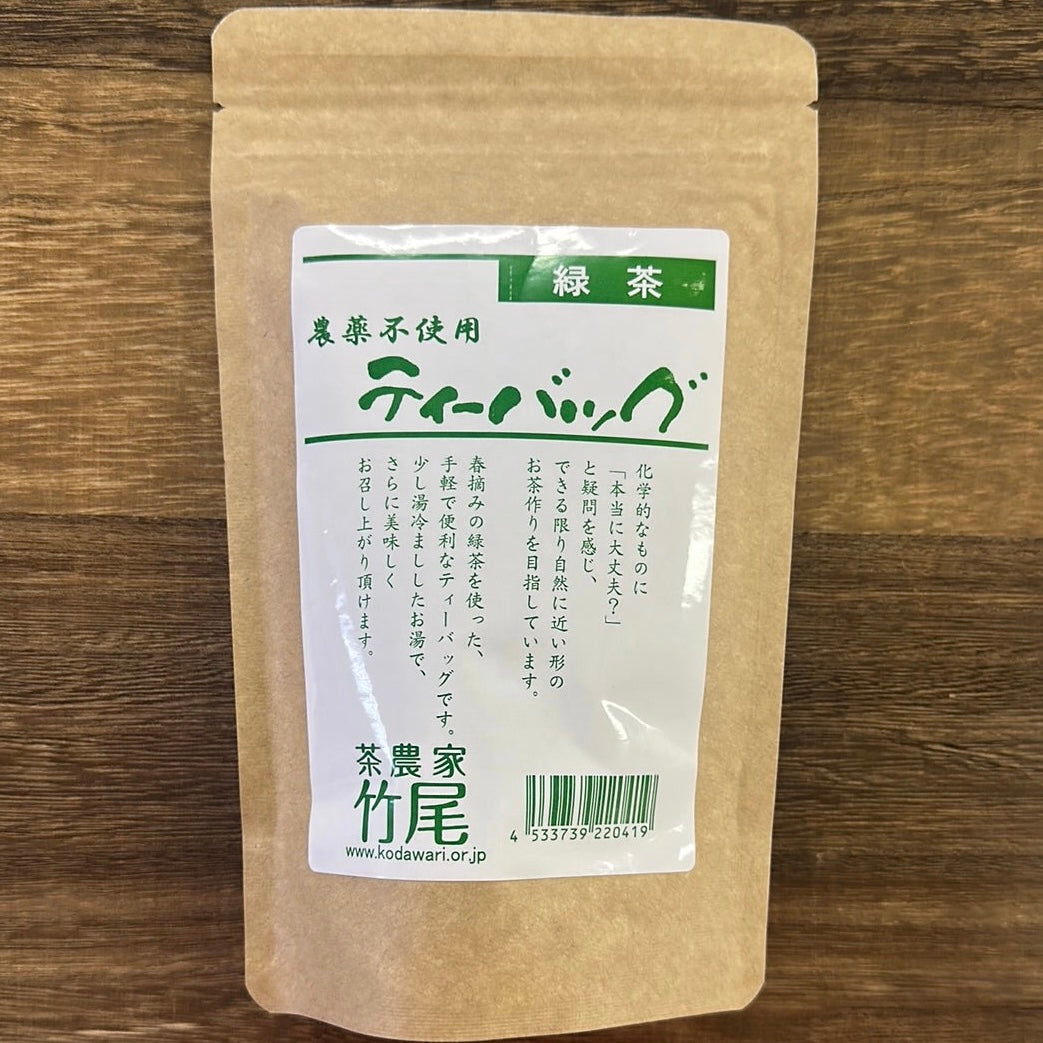 緑茶
農薬不使用
ティーバッグ
化学的なものに
「本当に大丈夫？」
と疑問を感じ、
できる限り自然に近い形の
お茶作りを目指しています。
春摘みの緑茶を使った、
手軽で便利なティーバッグです。
少し湯冷まししたお湯で、
さらに美味しく
お召し上がり頂けます。
茶農家
竹尾
www.kodawari.or.jp
4 533739 220419